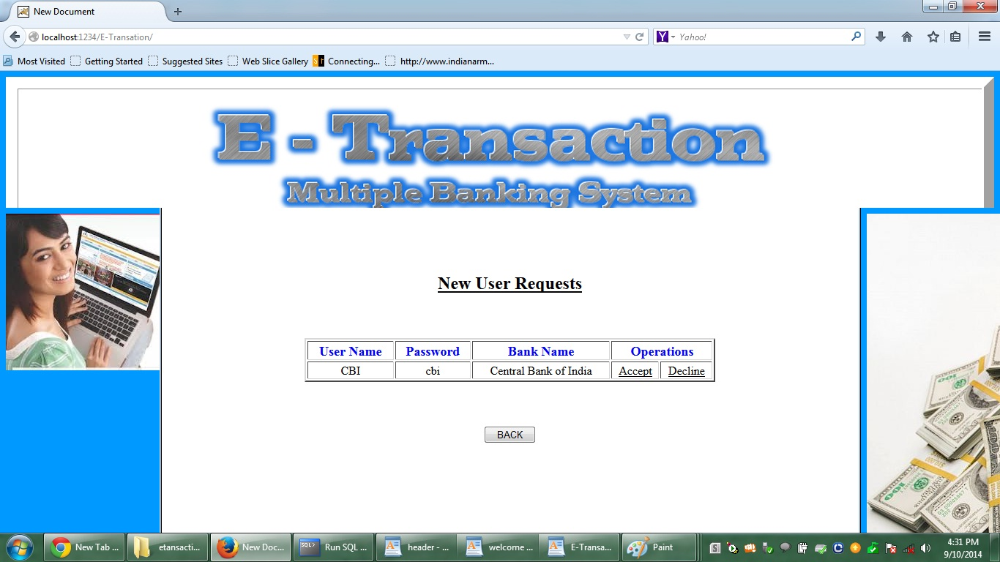 New Document
localhost:1234/E-Transation/
Yahoo!
Most Visited Getting Started Suggested Sites Web Slice Gallery Connecting... http://www.indianarm...
E - Transaction
Multiple Banking System
New User Requests
User Name Password Bank Name Operations
CBI cbi Central Bank of India Accept Decline
BACK
New Tab ... etansacti... New Doc... Run SQL ... header - ... welcome ... E-Transa... Paint
4:31 PM
9/10/2014